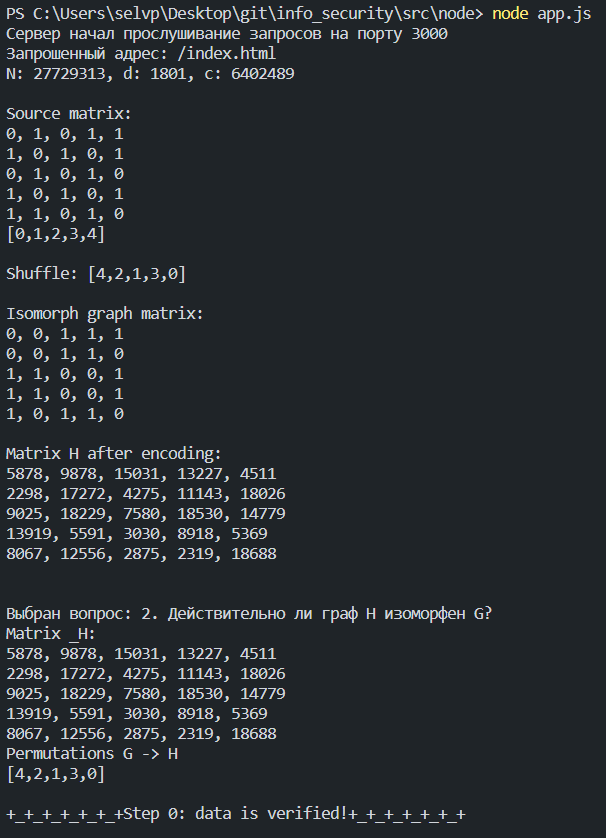 PS C:\Users\selvp\Desktop\git\info_security\src\node> node app.js
Сервер начал прослушивание запросов на порту 3000
Запрошенный адрес: /index.html
N: 27729313, d: 1801, c: 6402489
Source matrix:
0, 1, 0, 1, 1
1, 0, 1, 0, 1
0, 1, 0, 1, 0
1, 0, 1, 0, 1
1, 1, 0, 1, 0
[0,1,2,3,4]
Shuffle: [4,2,1,3,0]
Isomorph graph matrix:
0, 0, 1, 1, 1
0, 0, 1, 1, 0
1, 1, 0, 0, 1
1, 1, 0, 0, 1
1, 0, 1, 1, 0
Matrix H after encoding:
5878, 9878, 15031, 13227, 4511
2298, 17272, 4275, 11143, 18026
9025, 18229, 7580, 18530, 14779
13919, 5591, 3030, 8918, 5369
8067, 12556, 2875, 2319, 18688
Выбран вопрос: 2. Действительно ли граф H изоморфен G?
Matrix _H:
5878, 9878, 15031, 13227, 4511
2298, 17272, 4275, 11143, 18026
9025, 18229, 7580, 18530, 14779
13919, 5591, 3030, 8918, 5369
8067, 12556, 2875, 2319, 18688
Permutations G -> H
[4,2,1,3,0]
+_+_+_+_+_+_+Step 0: data is verified!+_+_+_+_+_+_+